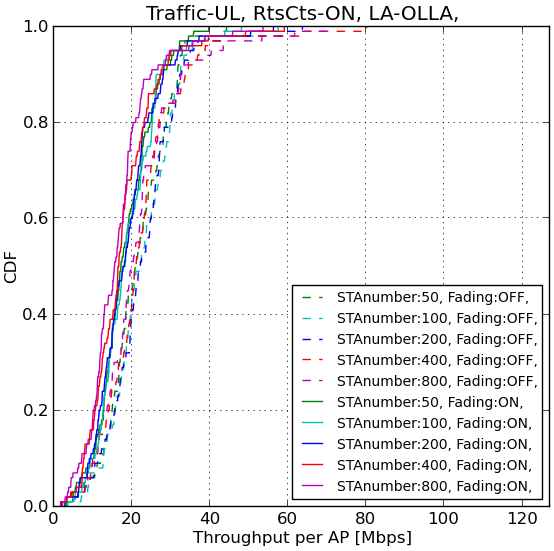 Traffic-UL, RtsCts-ON, LA-OLLA,
1.0
0.8
0.6
0.4
0.2
0.0
CDF
STAnumber:50, Fading:OFF,
STAnumber:100, Fading:OFF,
STAnumber:200, Fading:OFF,
STAnumber:400, Fading:OFF,
STAnumber:800, Fading:OFF,
STAnumber:50, Fading:ON,
STAnumber:100, Fading:ON,
STAnumber:200, Fading:ON,
STAnumber:400, Fading:ON,
STAnumber:800, Fading:ON,
0 20 40 60 80 100 120
Throughput per AP [Mbps]